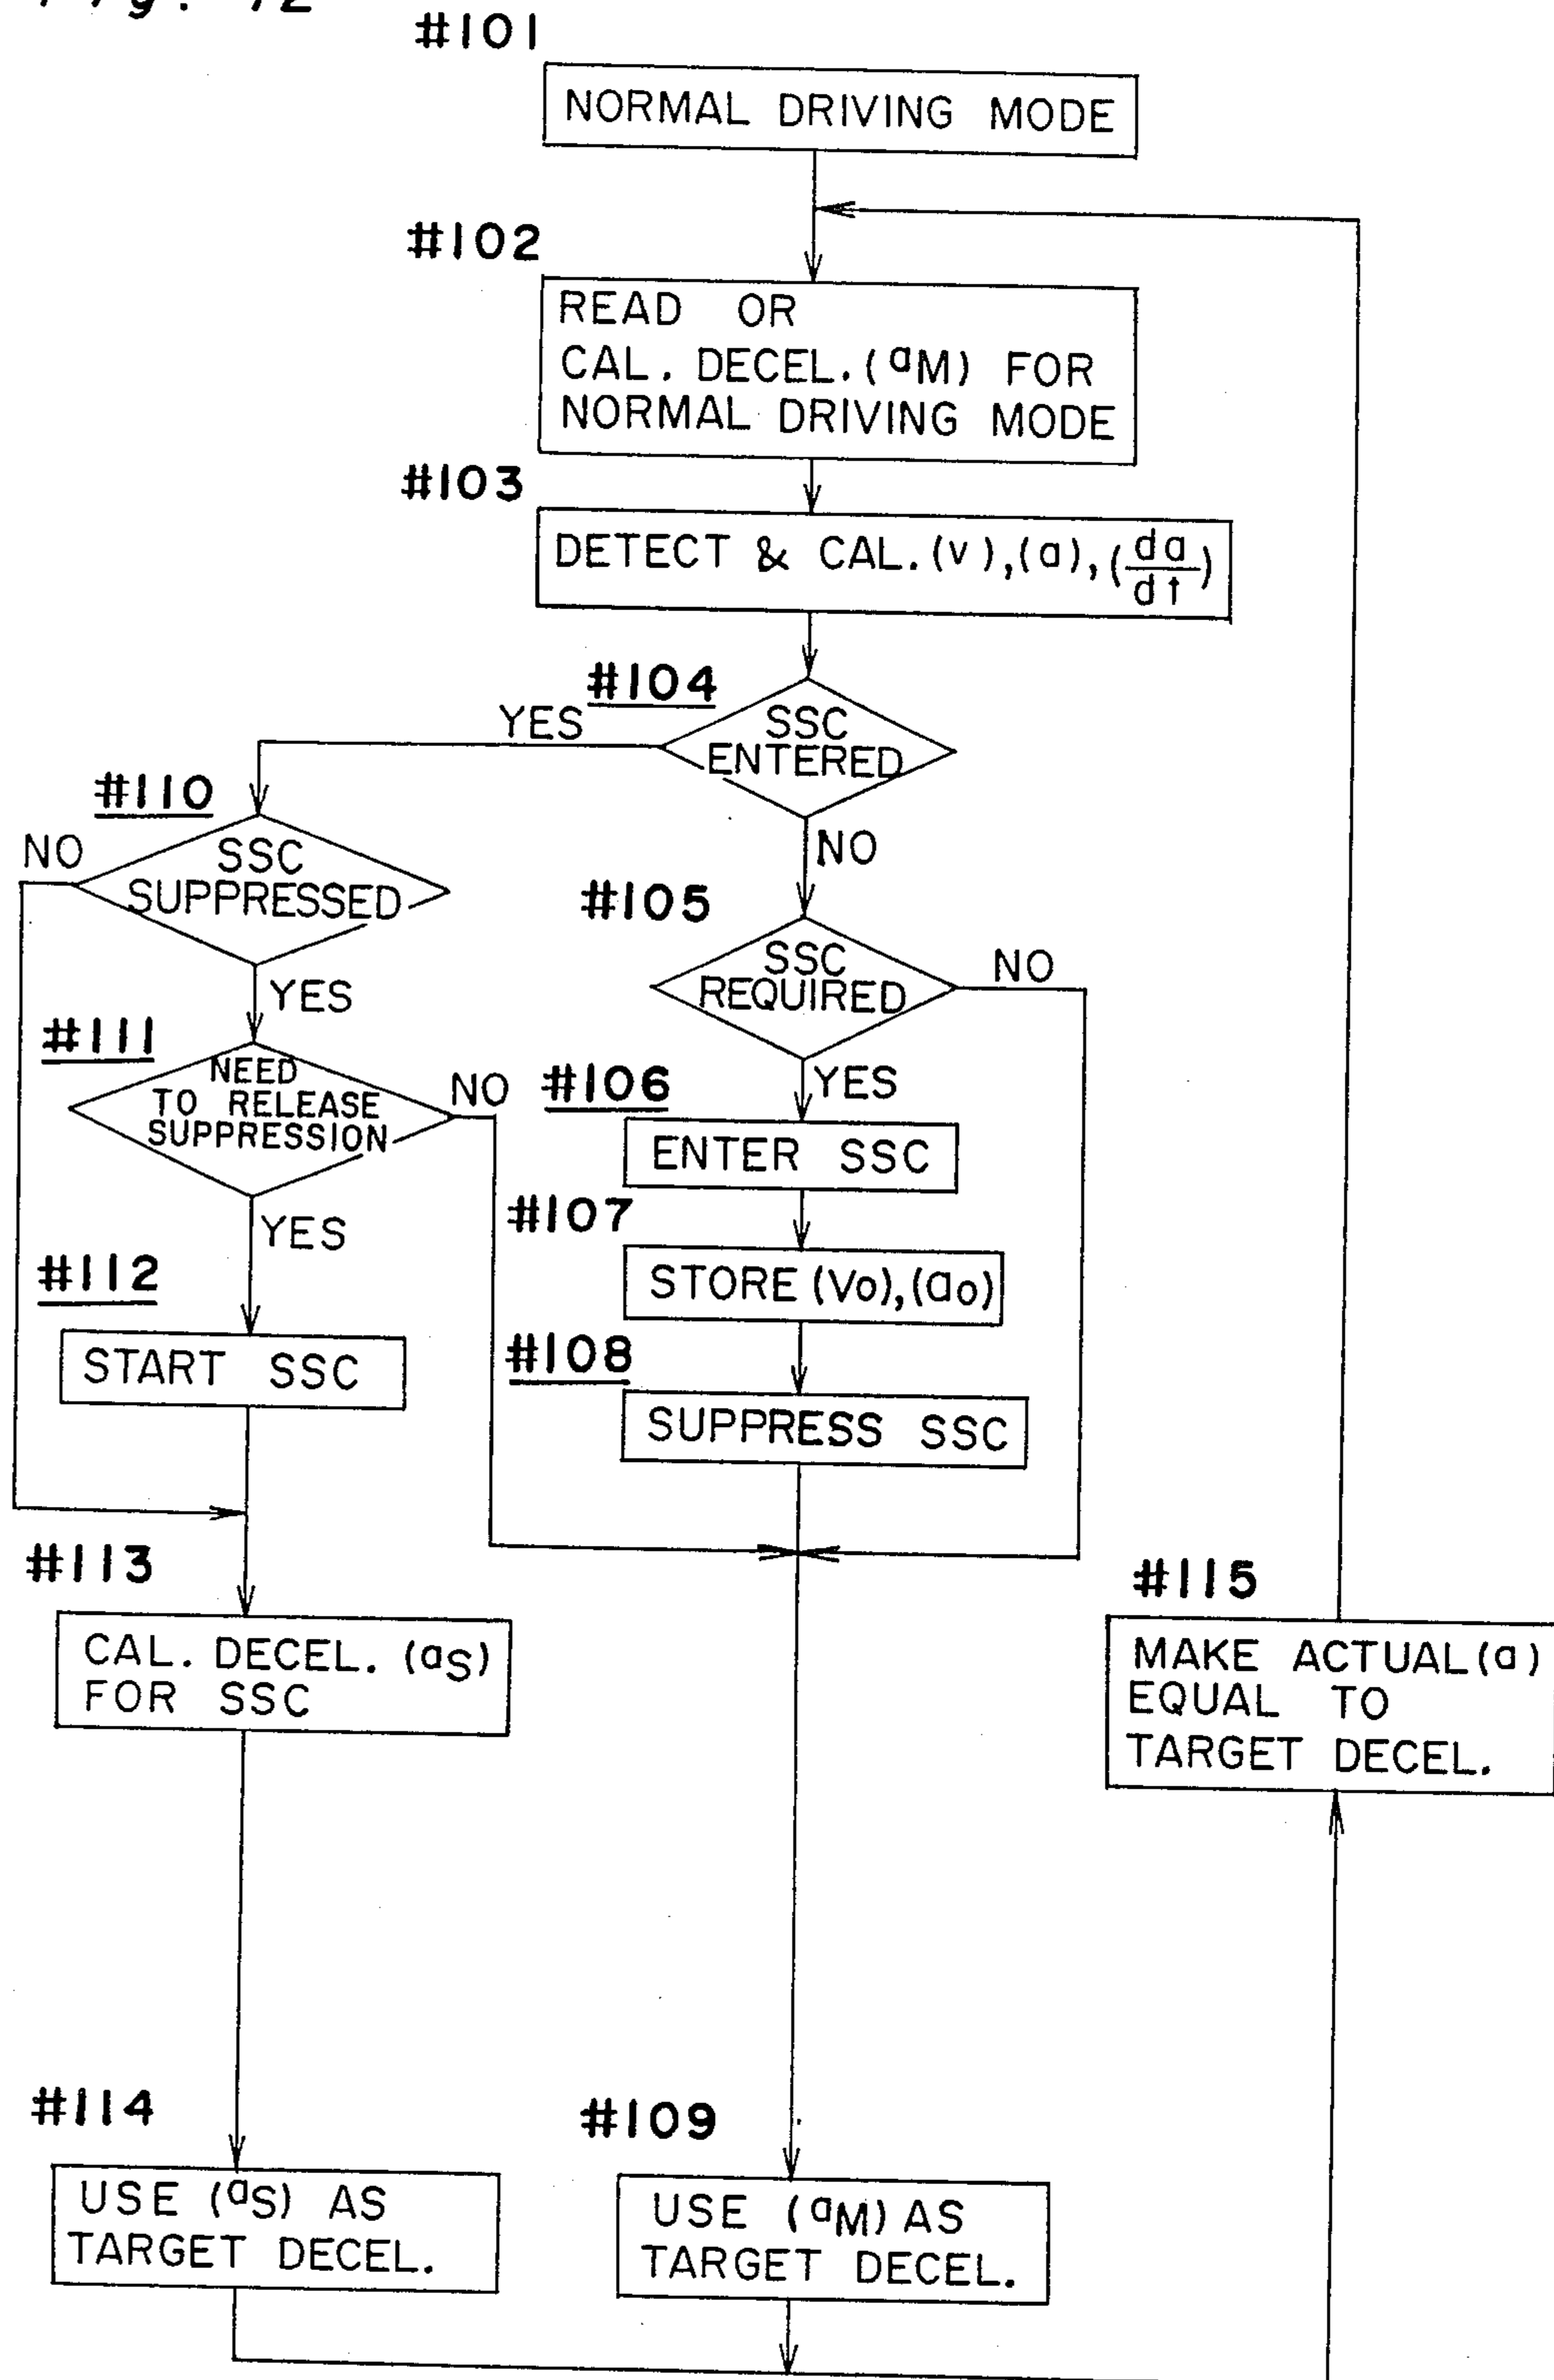 Fig. 12
#101
NORMAL DRIVING MODE
#102
READ OR
CAL. DECEL. (aM) FOR
NORMAL DRIVING MODE
#103
DETECT & CAL. (v), (a), (da/dt)
#104
YES
SSC
ENTERED
#110
NO
SSC
SUPPRESSED
NO
#105
SSC
REQUIRED
NO
YES
#111
NEED
TO RELEASE
SUPPRESSION
NO
#106
YES
ENTER SSC
YES
#107
#112
STORE (Vo), (ao)
START SSC
#108
SUPPRESS SSC
#113
CAL. DECEL. (aS)
FOR SSC
#115
MAKE ACTUAL (a)
EQUAL TO
TARGET DECEL.
#114
USE (aS) AS
TARGET DECEL.
#109
USE (aM) AS
TARGET DECEL.